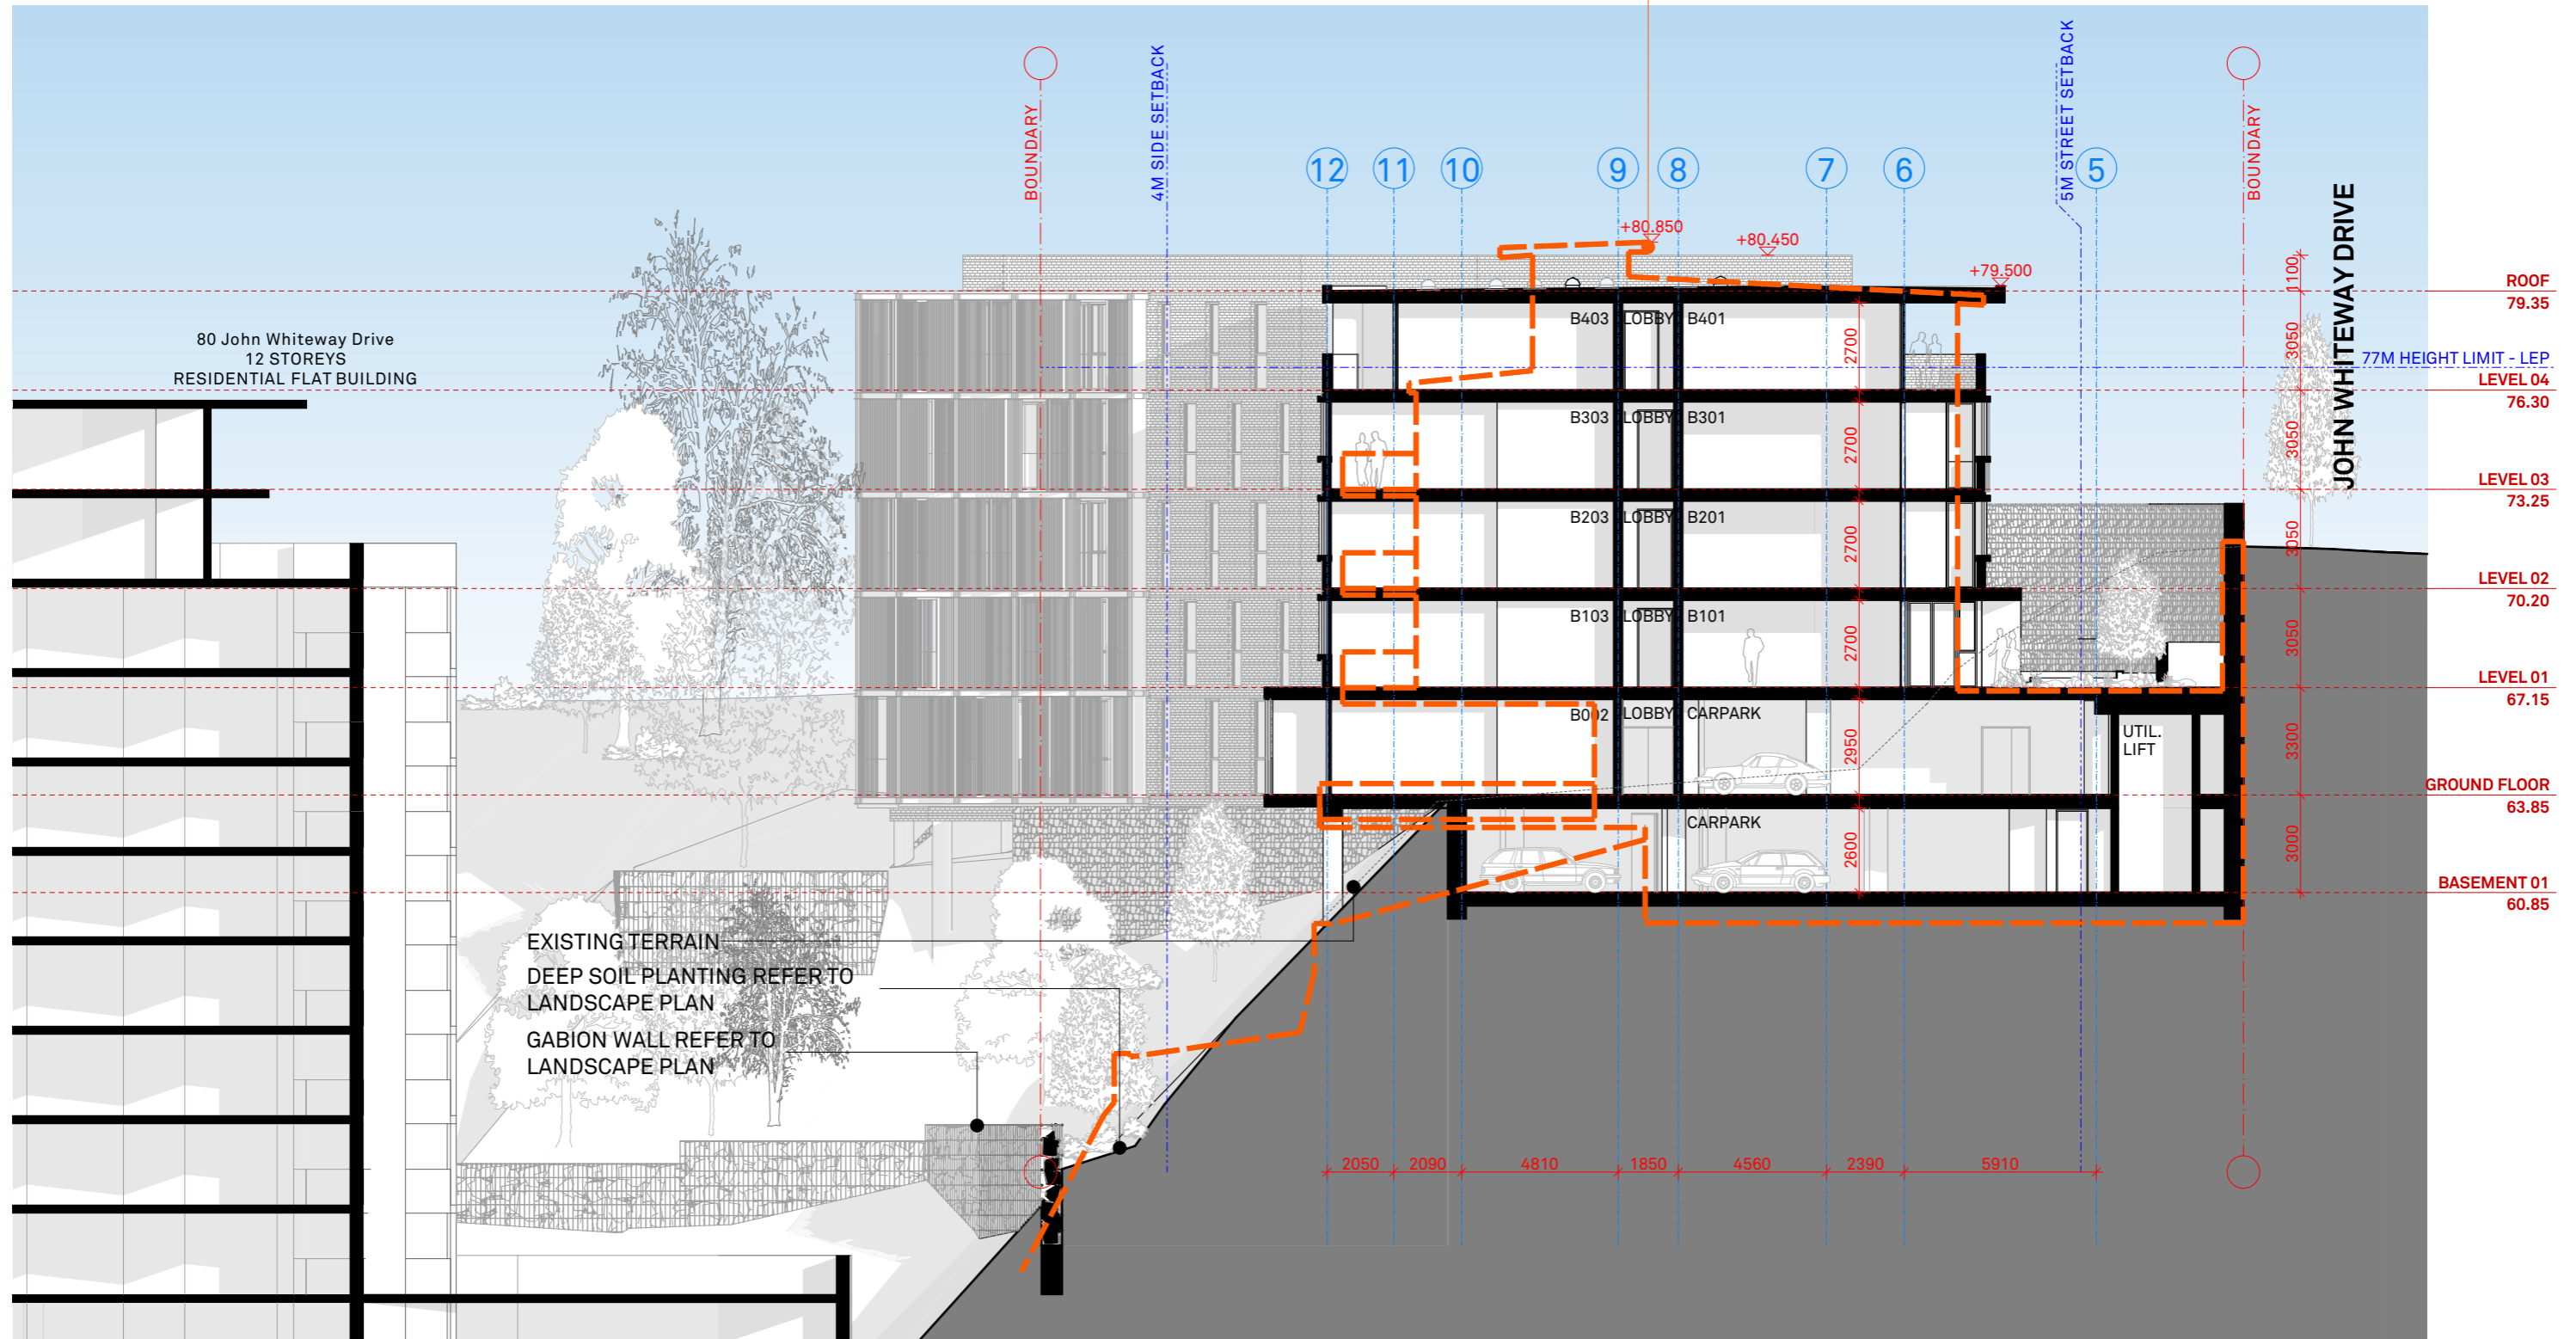 BOUNDARY
4M SIDE SETBACK
5M STREET SETBACK
BOUNDARY
12
11
10
9
8
7
6
5
JOHN WHITEWAY DRIVE
+80.850
+80.450
+79.500
1100
ROOF
79.35
80 John Whiteway Drive
12 STOREYS
RESIDENTIAL FLAT BUILDING
B403
LOBBY
B401
2700
3050
77M HEIGHT LIMIT - LEP
LEVEL 04
76.30
B303
LOBBY
B301
2700
3050
LEVEL 03
73.25
B203
LOBBY
B201
2700
3050
LEVEL 02
70.20
B103
LOBBY
B101
2700
3050
LEVEL 01
67.15
B002
LOBBY
CARPARK
2950
UTIL.
LIFT
3300
GROUND FLOOR
63.85
CARPARK
2600
3000
BASEMENT 01
60.85
EXISTING TERRAIN
DEEP SOIL PLANTING REFER TO
LANDSCAPE PLAN
GABION WALL REFER TO
LANDSCAPE PLAN
2050
2090
4810
1850
4560
2390
5910